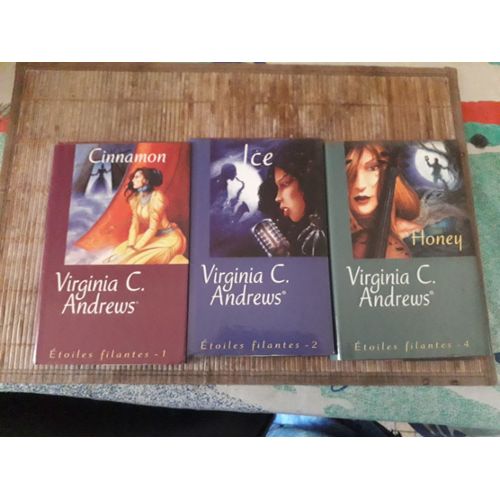 Cinnamon
Virginia C.
Andrews
Étoiles filantes - 1
Ice
Virginia C.
Andrews®
Étoiles filantes - 2
Honey
Virginia C.
Andrews®
Étoiles filantes - 4